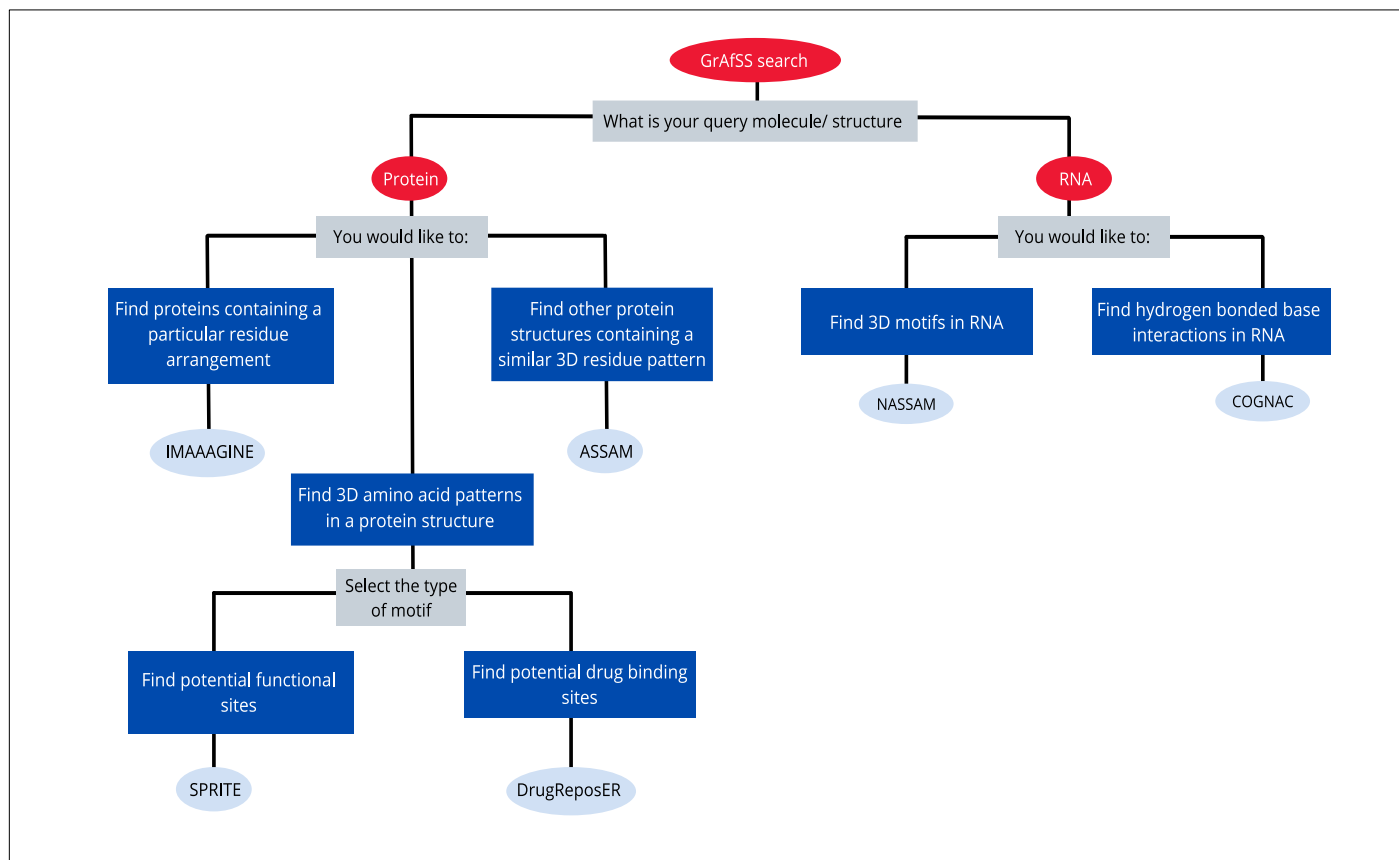 GrAfSS search
What is your query molecule/ structure
Protein
RNA
You would like to:
You would like to:
Find proteins containing a
particular residue
arrangement
Find other protein
structures containing a
similar 3D residue pattern
Find 3D motifs in RNA
Find hydrogen bonded base
interactions in RNA
IMAAAGINE
ASSAM
NASSAM
COGNAC
Find 3D amino acid patterns
in a protein structure
Select the type
of motif
Find potential functional
sites
Find potential drug binding
sites
SPRITE
DrugReposER